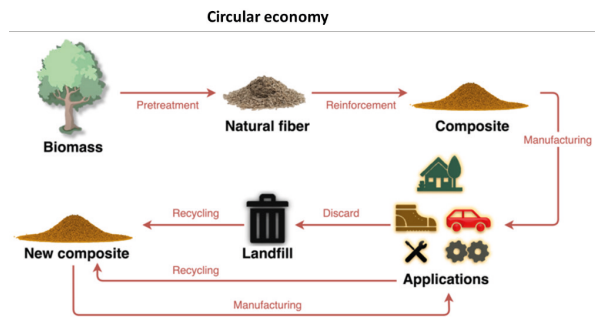 Circular economy
Pretreatment
Reinforcement
Biomass
Natural fiber
Composite
Manufacturing
Recycling
Discard
New composite
Landfill
Recycling
Applications
Manufacturing